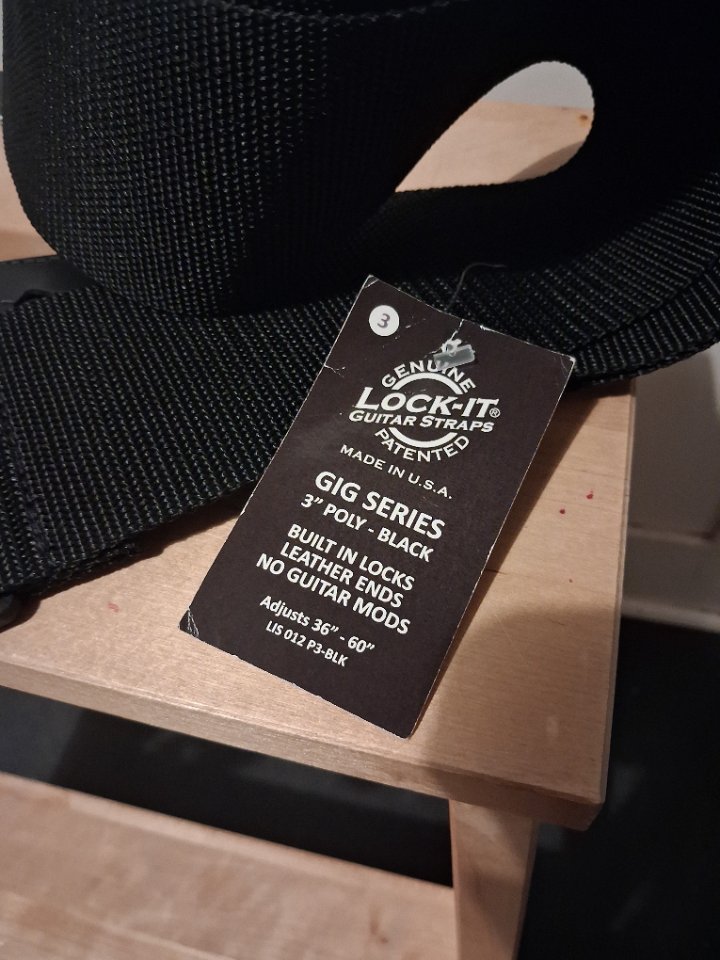 3
GENUINE
LOCK-IT®
GUITAR STRAPS
PATENTED
MADE IN U.S.A.
GIG SERIES
3” POLY - BLACK
BUILT IN LOCKS
LEATHER ENDS
NO GUITAR MODS
Adjusts 36” - 60”
LIS 012 P3-BLK